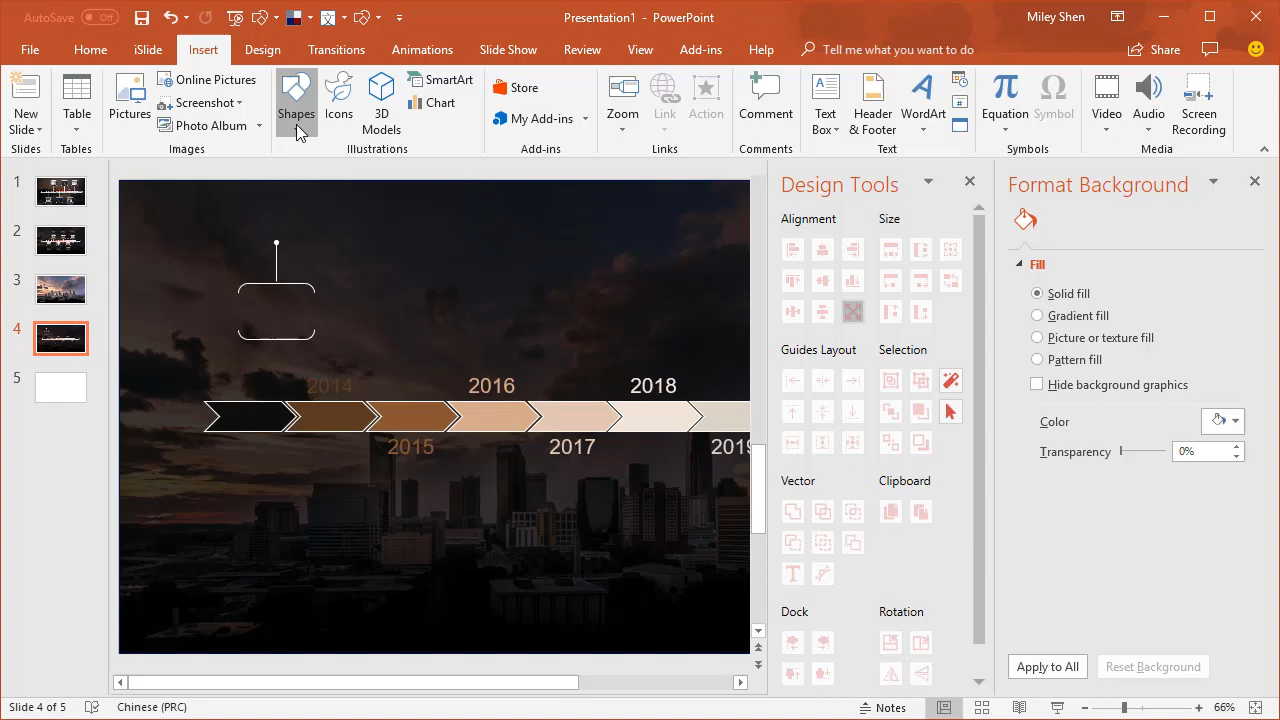 AutoSave Off
Presentation1 - PowerPoint
Miley Shen
File Home iSlide Insert Design Transitions Animations Slide Show Review View Add-ins Help Tell me what you want to do Share
New Slide
Slides
Table
Tables
Pictures
Online Pictures
Screenshot
Photo Album
Images
Shapes
Icons
3D Models
SmartArt
Chart
Illustrations
Store
My Add-ins
Add-ins
Zoom
Link
Action
Links
Comment
Comments
Text Box
Header & Footer
WordArt
Text
Equation
Symbol
Symbols
Video
Audio
Screen Recording
Media
1
2
3
4
5
2014 2016 2018
2015 2017 2019
Design Tools
Alignment Size
Guides Layout Selection
Vector Clipboard
Dock Rotation
Format Background
Fill
Solid fill
Gradient fill
Picture or texture fill
Pattern fill
Hide background graphics
Color
Transparency 0%
Apply to All Reset Background
Slide 4 of 5 Chinese (PRC) Notes 66%